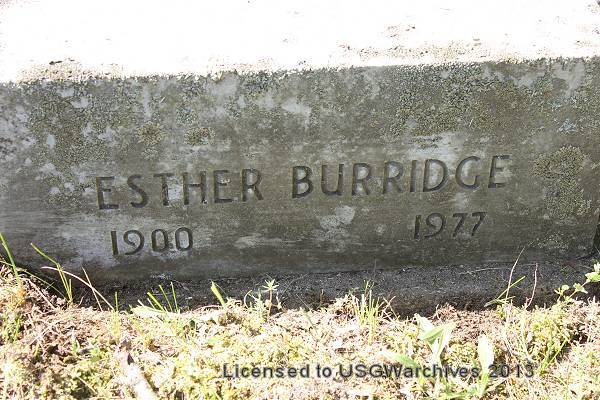 ESTHER BURRIDGE
1900 1977
Licensed to USGWarchives 2013